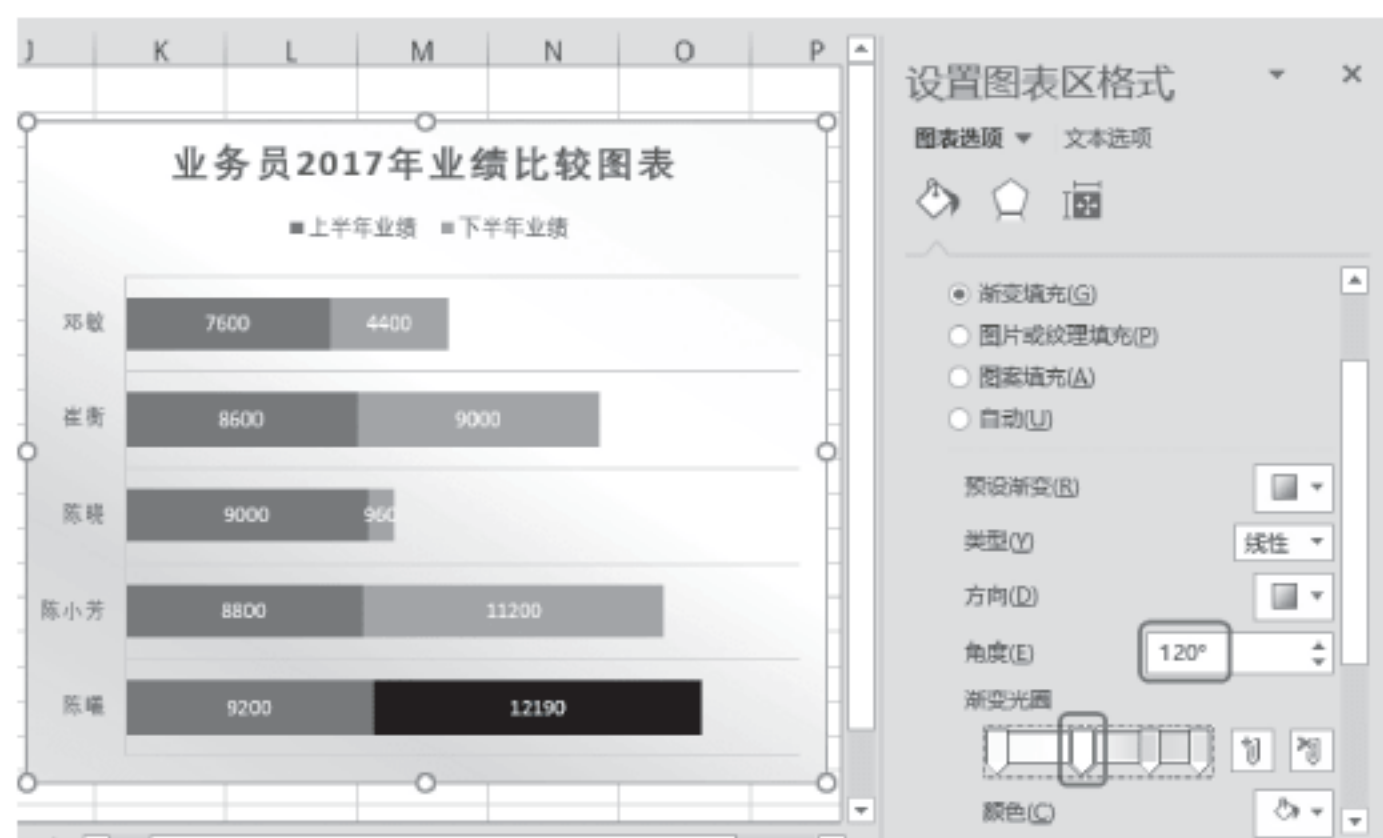 J K L M N O P
业务员2017年业绩比较图表
上半年业绩 下半年业绩
邓敏 7600 4400
崔衡 8600 9000
陈晓 9000 960
陈小芳 8800 11200
陈曦 9200 12190
设置图表区格式
图表选项 文本选项
渐变填充(G)
图片或纹理填充(P)
图案填充(A)
自动(U)
预设渐变(R)
类型(Y) 线性
方向(D)
角度(E) 120°
渐变光圈
颜色(C)